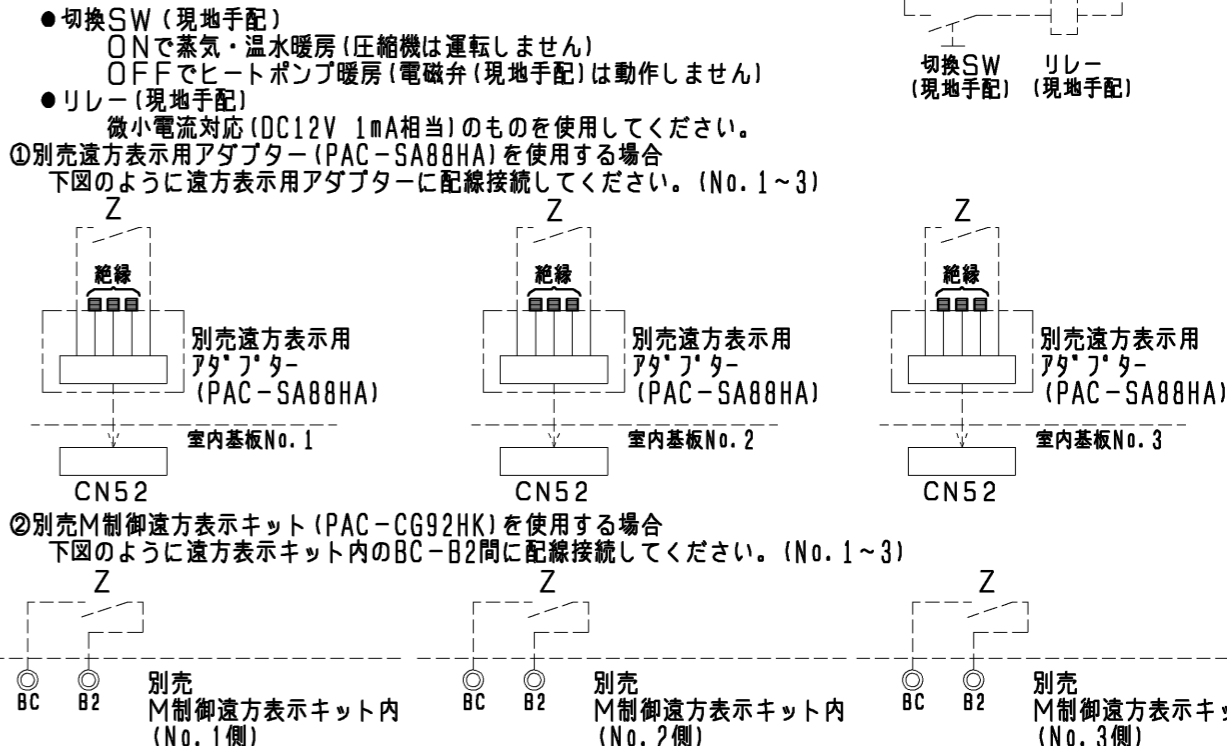 ●切換SW(現地手配)
ONで蒸気・温水暖房(圧縮機は運転しません)
OFFでヒートポンプ暖房(電磁弁(現地手配)は動作しません)
●リレー(現地手配)
微小電流対応(DC12V 1mA相当)のものを使用してください。
切換SW リレー
(現地手配) (現地手配)
①別売遠方表示用アダプター(PAC-SA88HA)を使用する場合
下図のように遠方表示用アダプターに配線接続してください。(No.1~3)
Z Z Z
絶縁 絶縁 絶縁
別売遠方表示用 別売遠方表示用 別売遠方表示用
アダプター アダプター アダプター
(PAC-SA88HA) (PAC-SA88HA) (PAC-SA88HA)
室内基板No.1 室内基板No.2 室内基板No.3
CN52 CN52 CN52
②別売M制御遠方表示キット(PAC-CG92HK)を使用する場合
下図のように遠方表示キット内のBC-B2間に配線接続してください。(No.1~3)
Z Z Z
BC B2 別売 BC B2 別売 BC B2 別売
M制御遠方表示キット内 M制御遠方表示キット内 M制御遠方表示キッ
(No.1側) (No.2側) (No.3側)